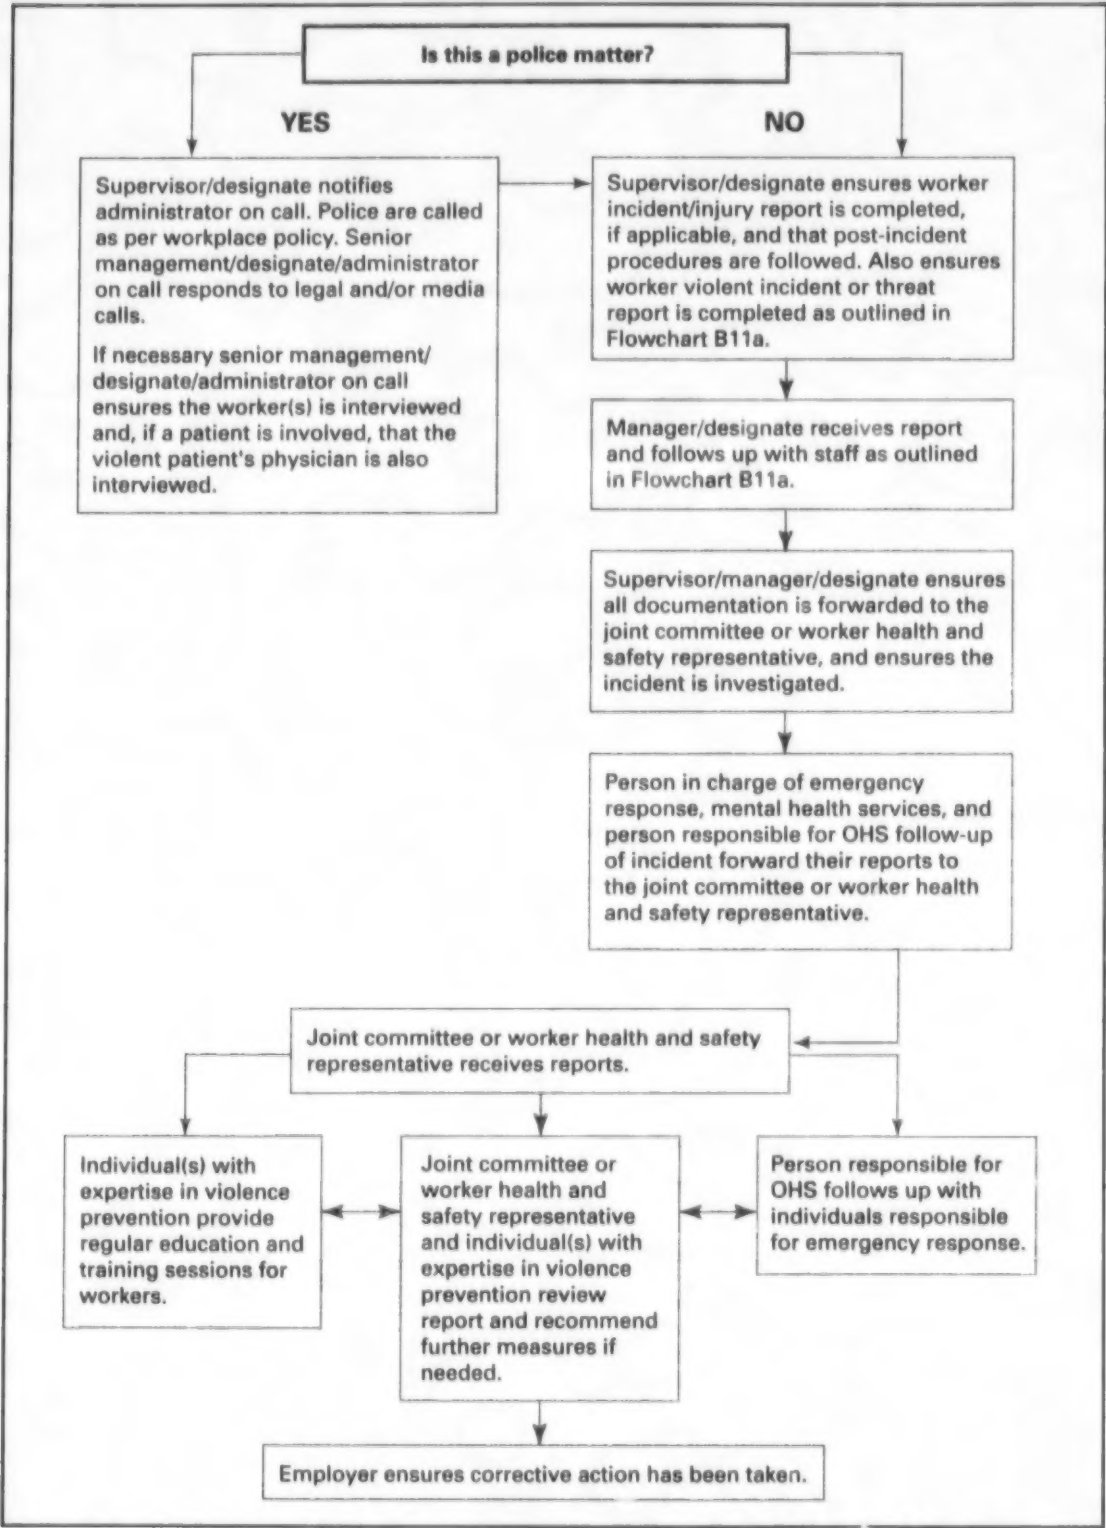 Is this a police matter?
YES
NO
Supervisor/designate notifies
administrator on call. Police are called
as per workplace policy. Senior
management/designate/administrator
on call responds to legal and/or media
calls.
If necessary senior management/
designate/administrator on call
ensures the worker(s) is interviewed
and, if a patient is involved, that the
violent patient's physician is also
interviewed.
Supervisor/designate ensures worker
incident/injury report is completed,
if applicable, and that post-incident
procedures are followed. Also ensures
worker violent incident or threat
report is completed as outlined in
Flowchart B11a.
Manager/designate receives report
and follows up with staff as outlined
in Flowchart B11a.
Supervisor/manager/designate ensures
all documentation is forwarded to the
joint committee or worker health and
safety representative, and ensures the
incident is investigated.
Person in charge of emergency
response, mental health services, and
person responsible for OHS follow-up
of incident forward their reports to
the joint committee or worker health
and safety representative.
Joint committee or worker health and safety
representative receives reports.
Individual(s) with
expertise in violence
prevention provide
regular education and
training sessions for
workers.
Joint committee or
worker health and
safety representative
and individual(s) with
expertise in violence
prevention review
report and recommend
further measures if
needed.
Person responsible for
OHS follows up with
individuals responsible
for emergency response.
Employer ensures corrective action has been taken.